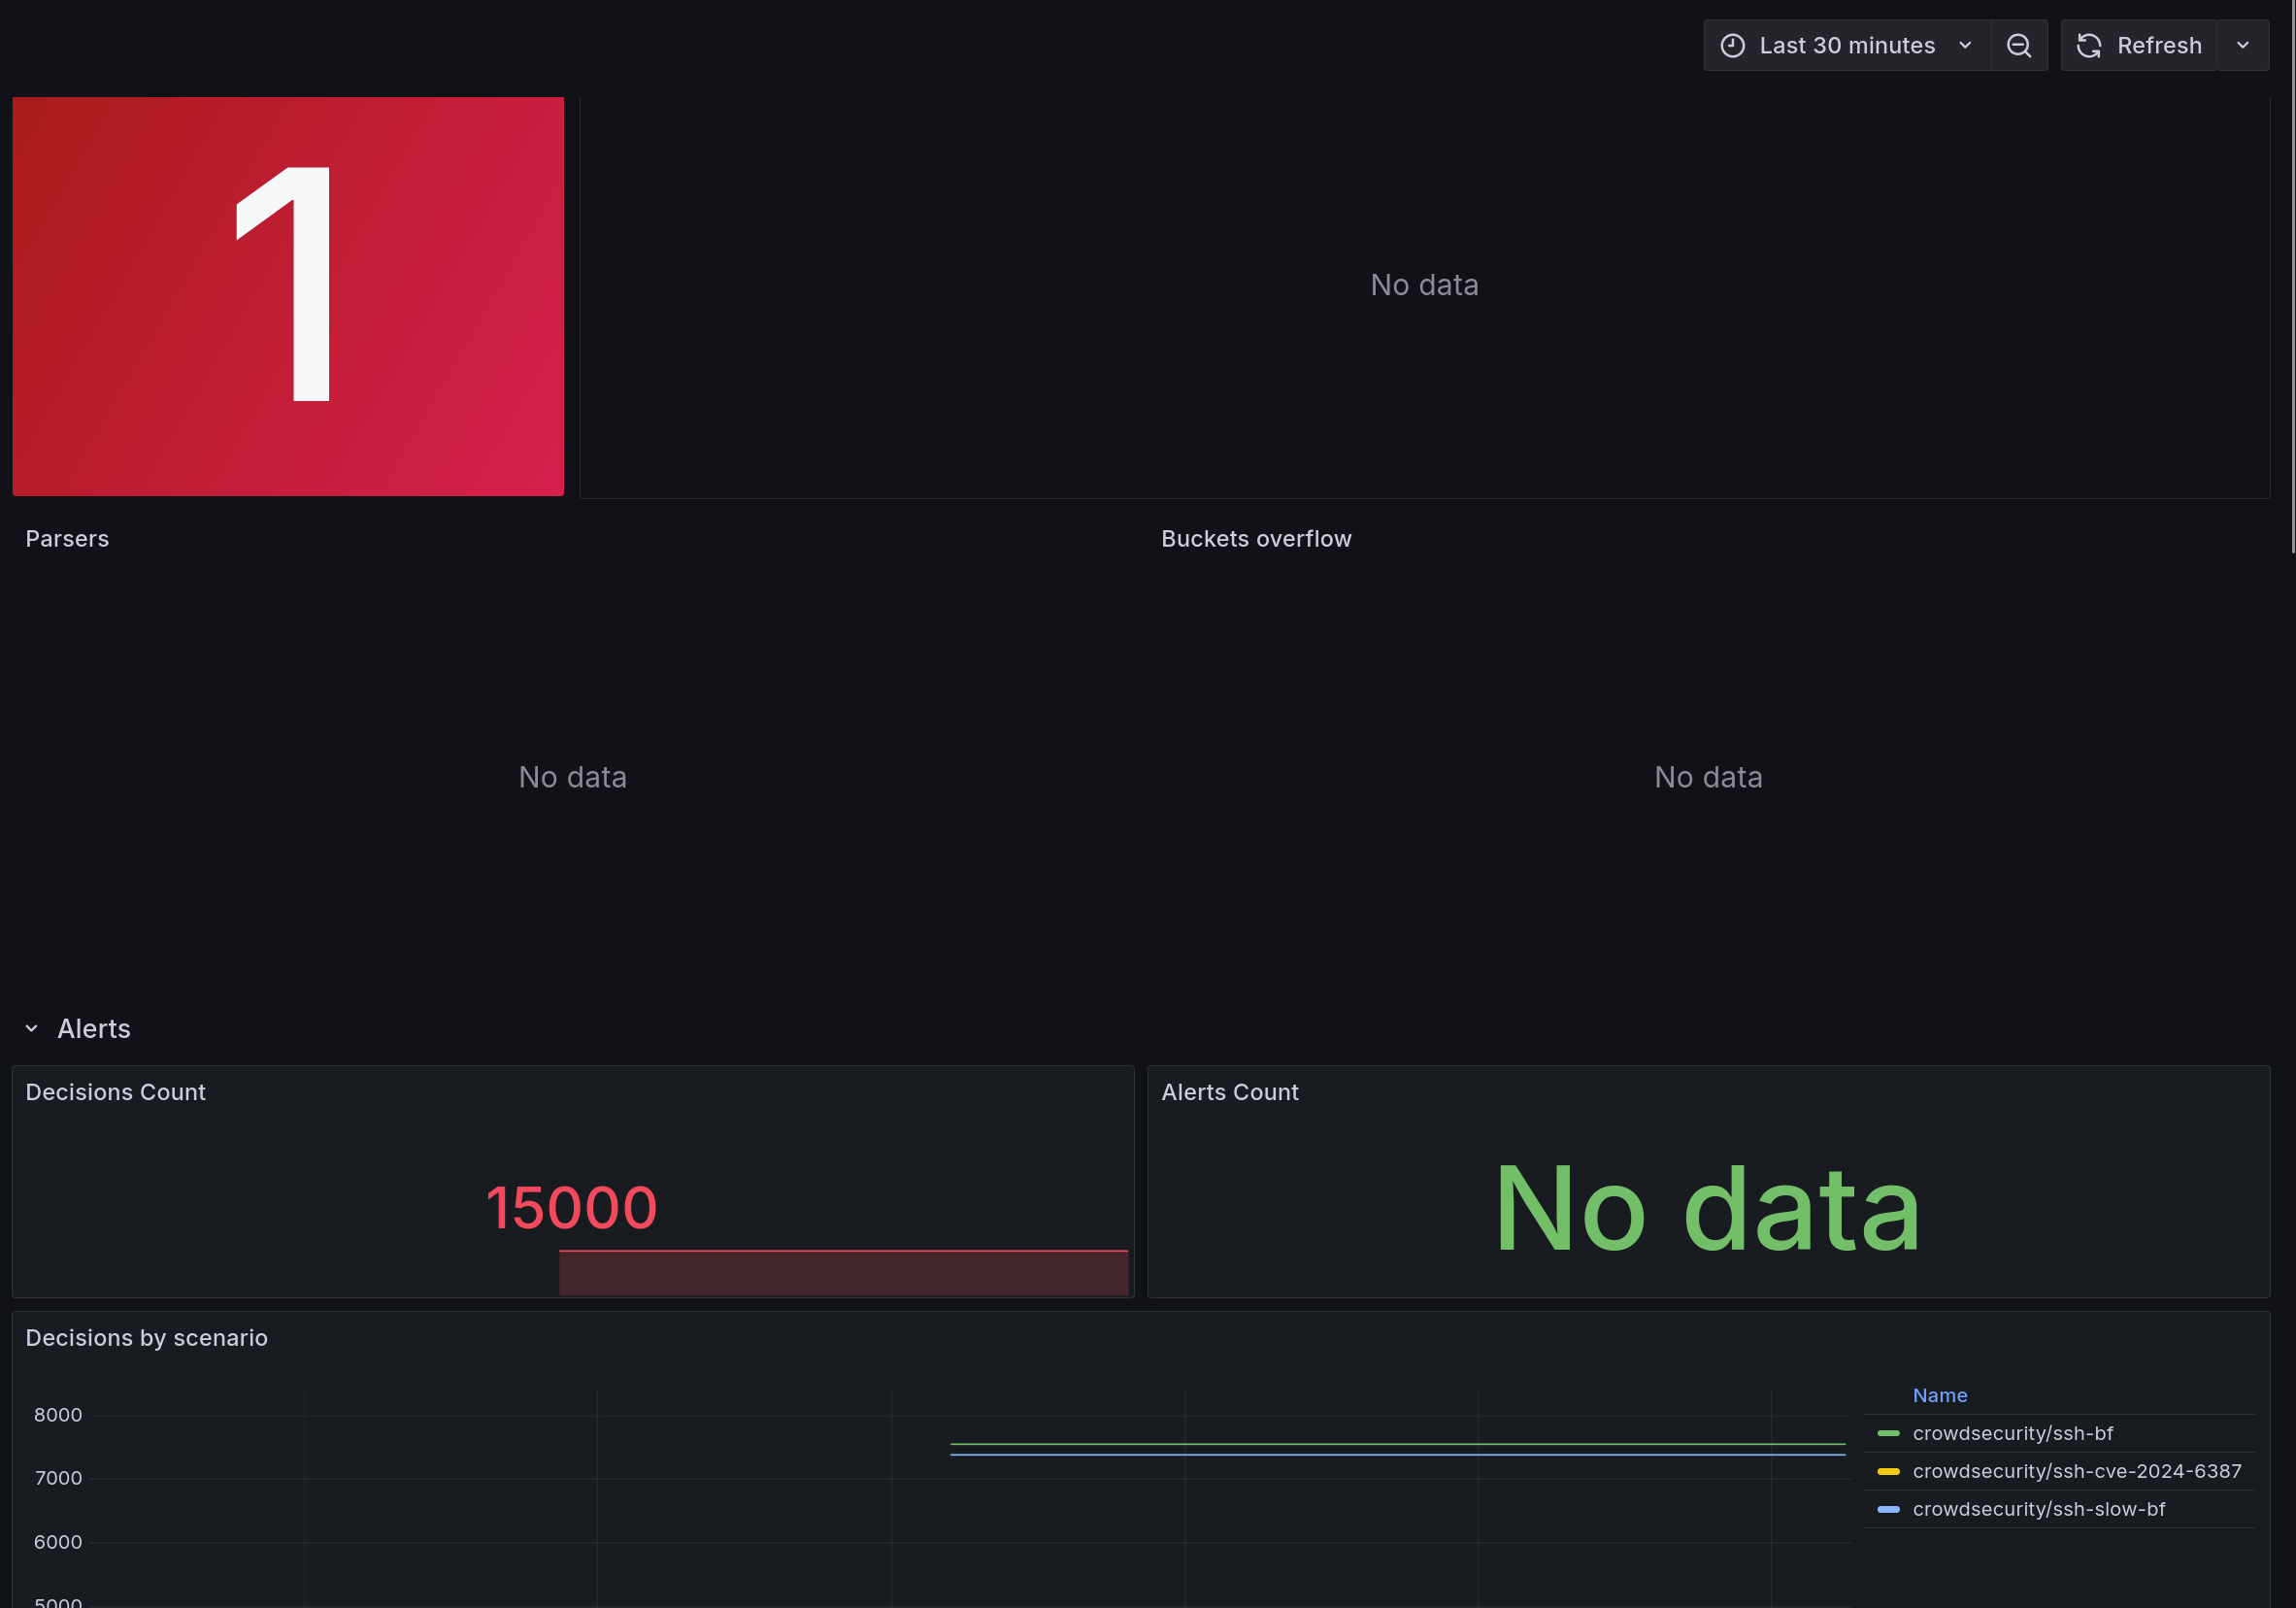 Last 30 minutes
Refresh
1
No data
Parsers
Buckets overflow
No data
No data
Alerts
Decisions Count
Alerts Count
15000
No data
Decisions by scenario
Name
8000
crowdsecurity/ssh-bf
7000
crowdsecurity/ssh-cve-2024-6387
crowdsecurity/ssh-slow-bf
6000
5000